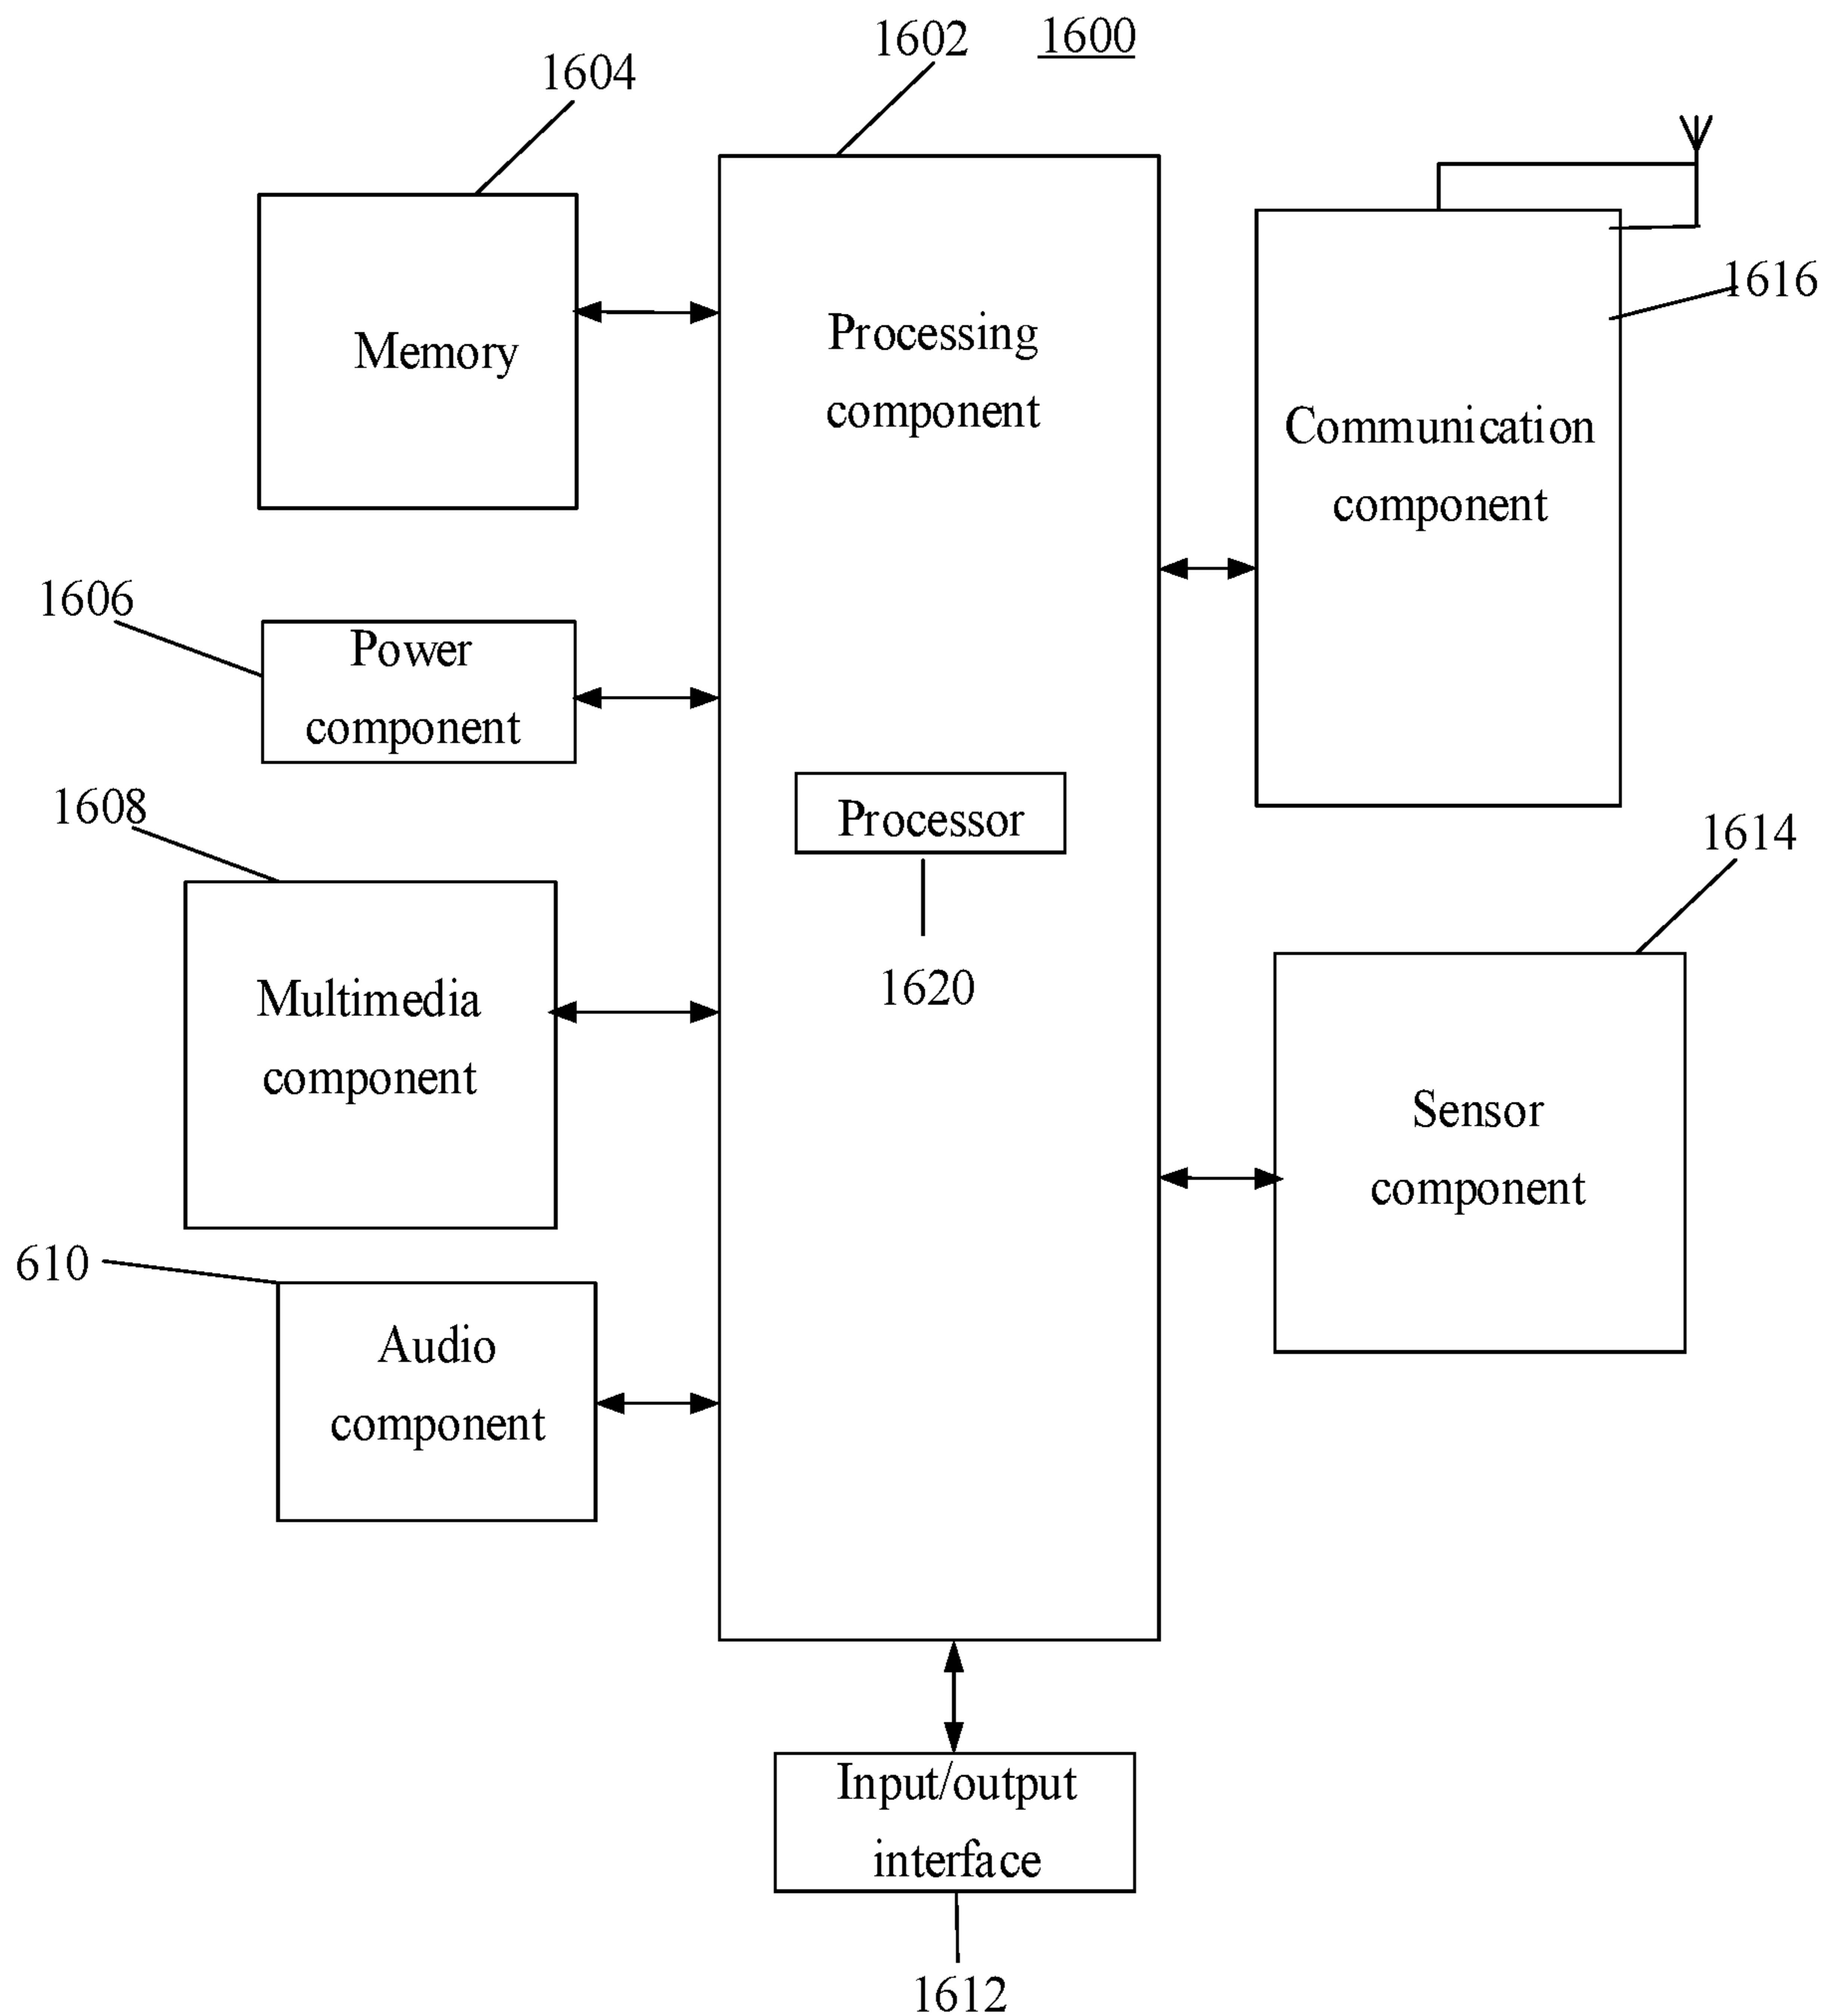 1602
1600
1604
Memory
Processing
component
1616
Communication
component
1606
Power
component
1608
Processor
1614
1620
Multimedia
component
Sensor
component
610
Audio
component
Input/output
interface
1612